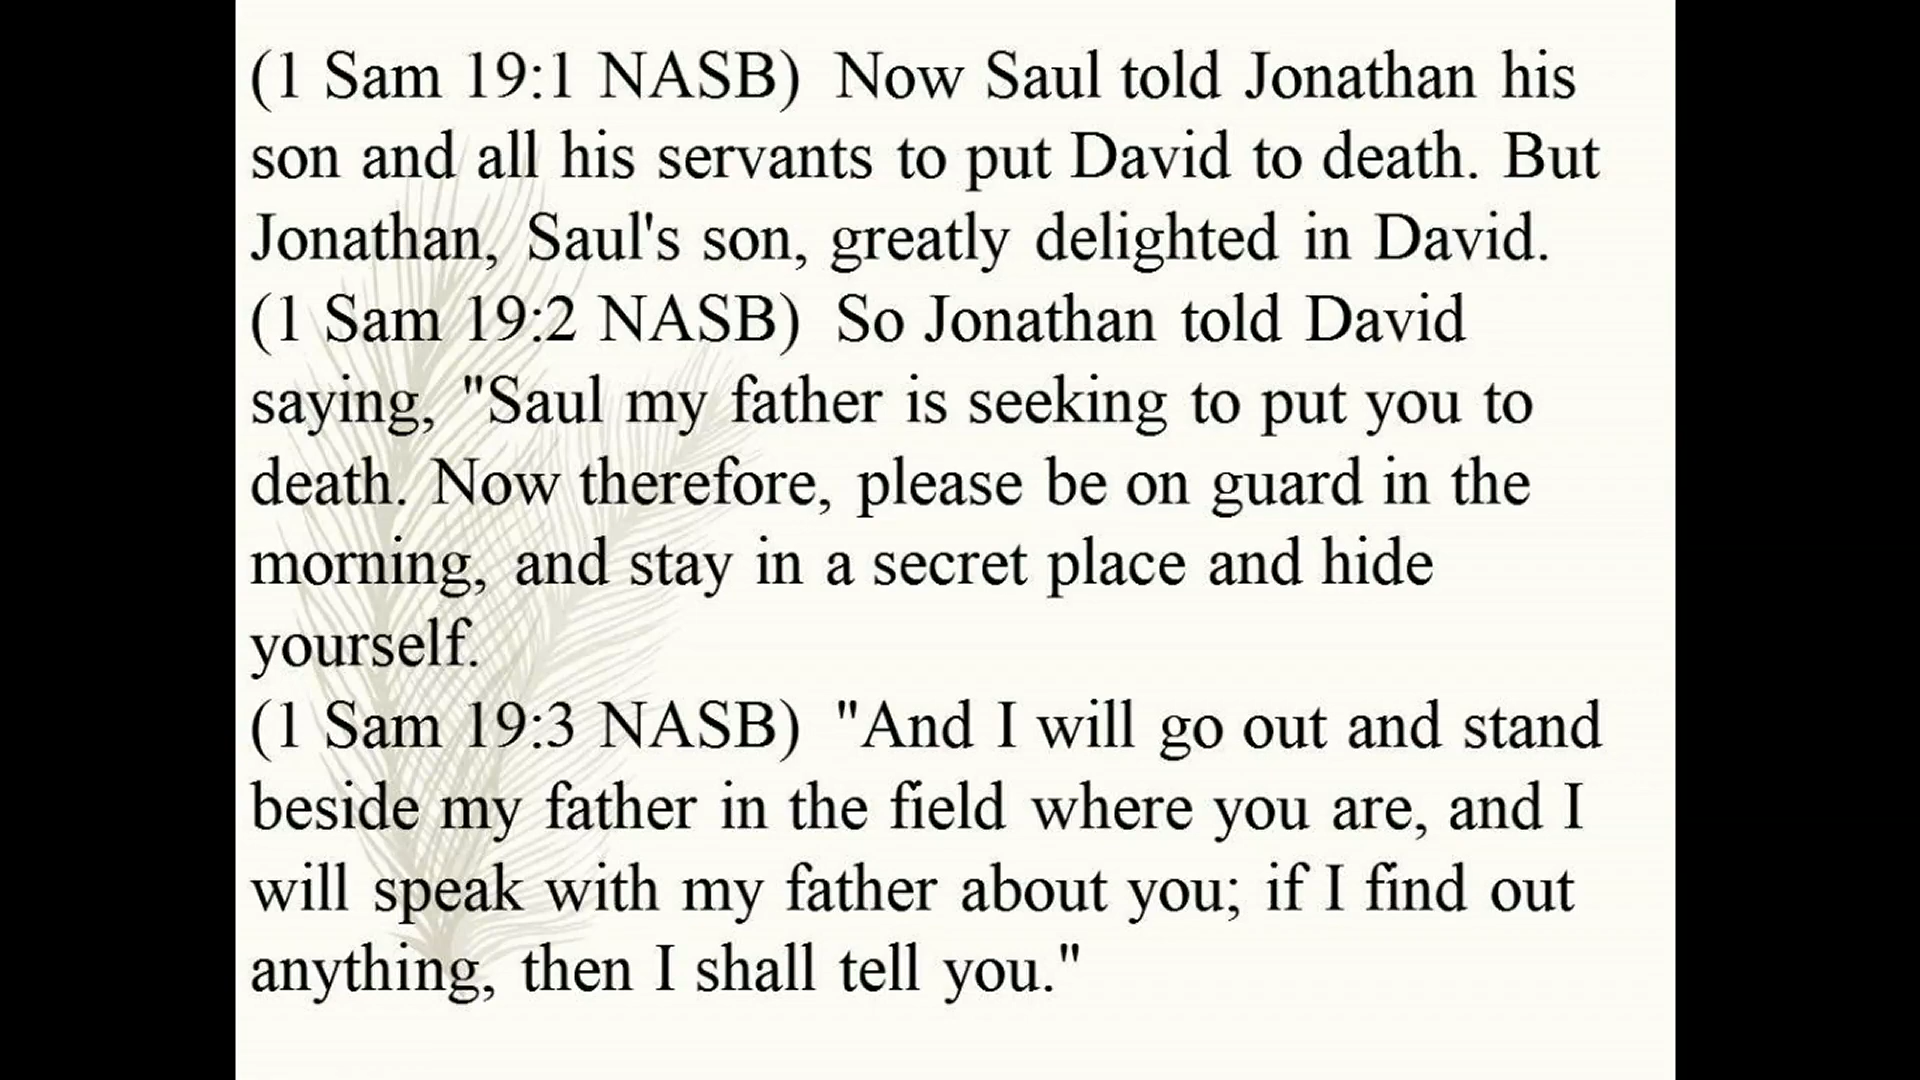 (1 Sam 19:1 NASB) Now Saul told Jonathan his
son and all his servants to put David to death. But
Jonathan, Saul's son, greatly delighted in David.
(1 Sam 19:2 NASB) So Jonathan told David
saying, "Saul my father is seeking to put you to
death. Now therefore, please be on guard in the
morning, and stay in a secret place and hide
yourself.
(1 Sam 19:3 NASB) "And I will go out and stand
beside my father in the field where you are, and I
will speak with my father about you; if I find out
anything, then I shall tell you."